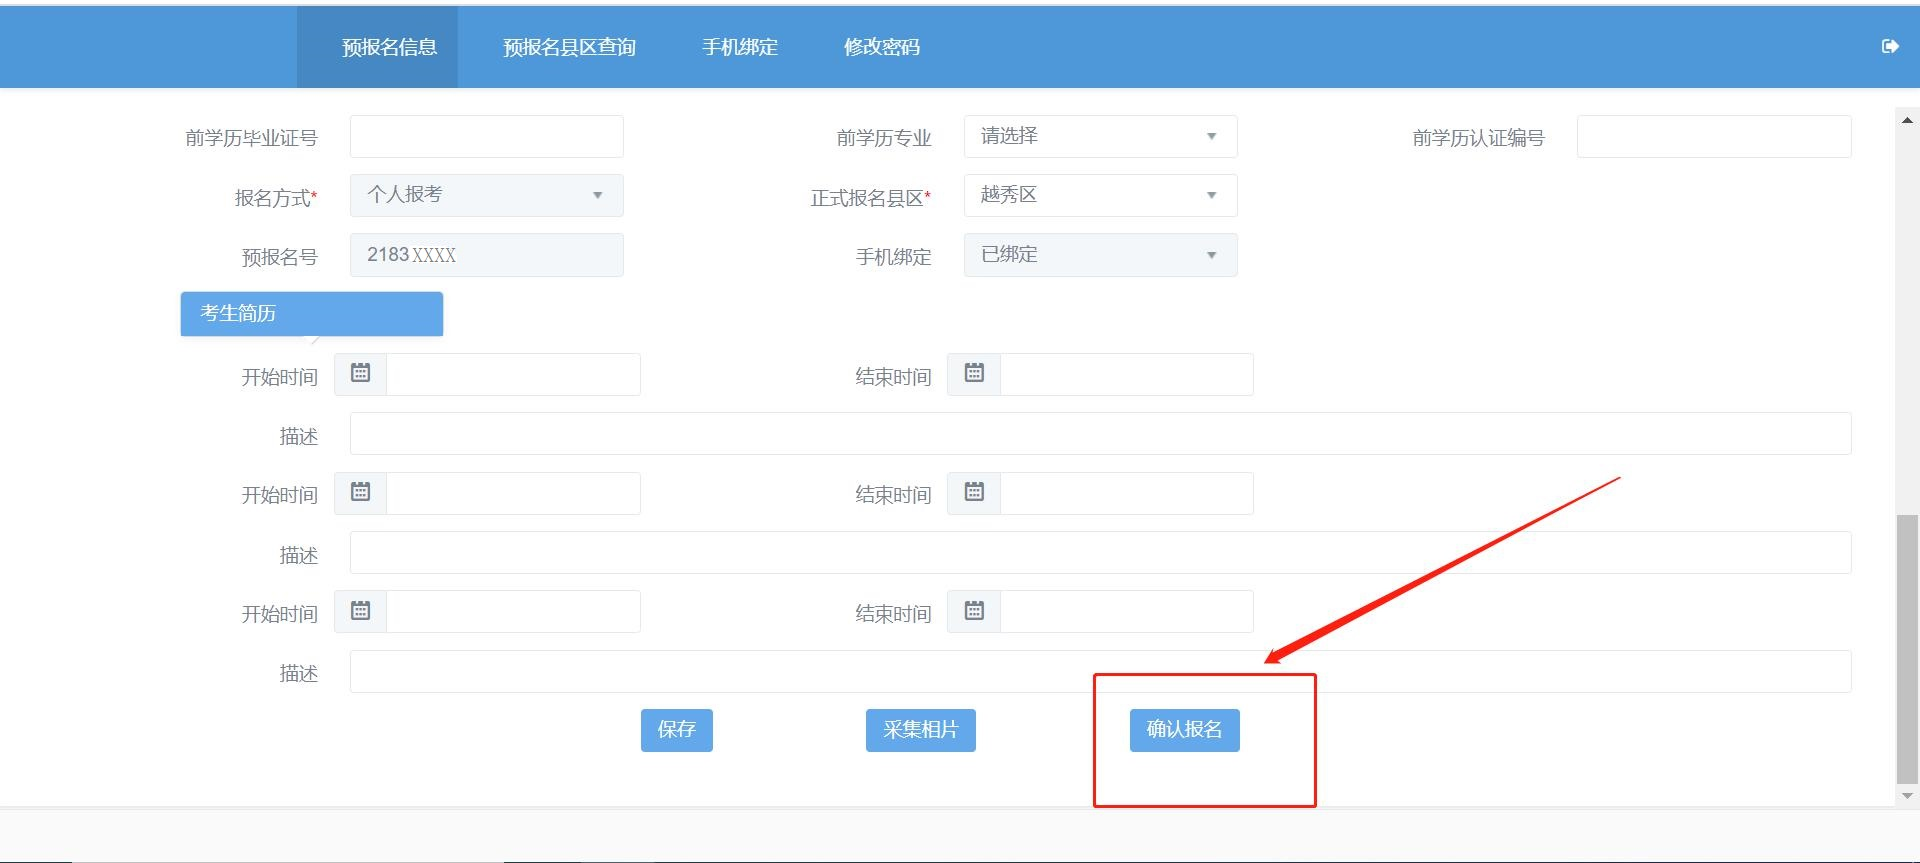 预报名信息 预报名县区查询 手机绑定 修改密码
前学历毕业证号 前学历专业 请选择 前学历认证编号
报名方式* 个人报考 正式报名县区* 越秀区
预报名号 2183XXXX 手机绑定 已绑定
考生简历
开始时间 结束时间
描述
开始时间 结束时间
描述
开始时间 结束时间
描述
保存 采集相片 确认报名